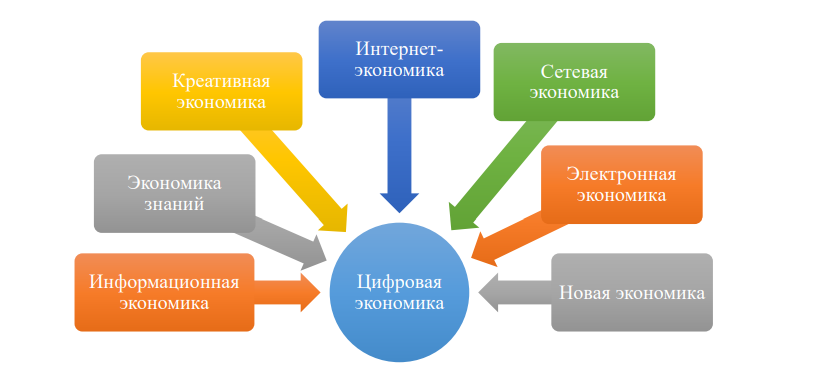 Интернет-
экономика
Креативная
экономика
Сетевая
экономика
Экономика
знаний
Электронная
экономика
Информационная
экономика
Цифровая
экономика
Новая экономика